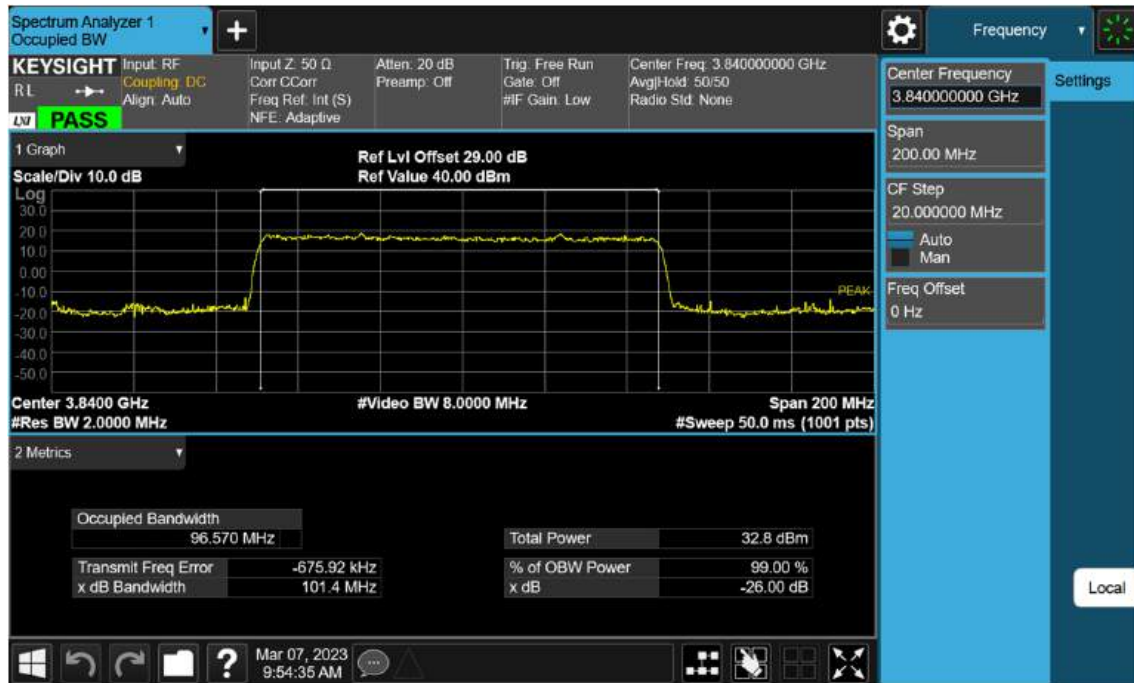 Spectrum Analyzer 1
Occupied BW
+
Frequency
KEYSIGHT
RL
LXI
PASS
Input: RF
Coupling: DC
Align: Auto
Input Z: 50 Ω
Corr CCorr
Freq Ref: Int (S)
NFE: Adaptive
Atten: 20 dB
Preamp: Off
Trig: Free Run
Gate: Off
#IF Gain: Low
Center Freq: 3.840000000 GHz
Avg|Hold: 50/50
Radio Std: None
Center Frequency
3.840000000 GHz
Settings
Span
200.00 MHz
CF Step
20.000000 MHz
Auto
Man
Freq Offset
0 Hz
Local
1 Graph
Scale/Div 10.0 dB
Ref Lvl Offset 29.00 dB
Ref Value 40.00 dBm
Log
30.0
20.0
10.0
0.00
-10.0
-20.0
-30.0
-40.0
-50.0
PEAK
Center 3.8400 GHz
#Video BW 8.0000 MHz
Span 200 MHz
#Res BW 2.0000 MHz
#Sweep 50.0 ms (1001 pts)
2 Metrics
Occupied Bandwidth
96.570 MHz
Total Power 32.8 dBm
Transmit Freq Error -675.92 kHz
% of OBW Power 99.00 %
x dB Bandwidth 101.4 MHz
x dB -26.00 dB
?
Mar 07, 2023
9:54:35 AM